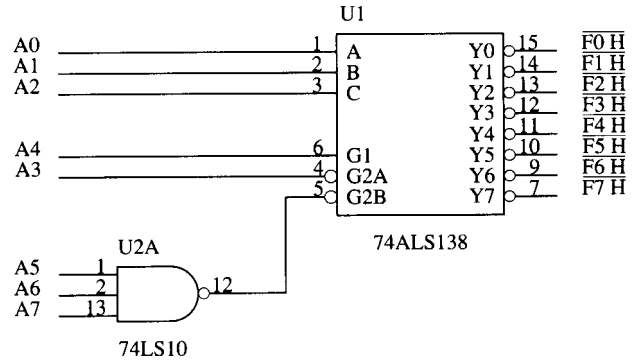 U1
A0 1 A Y0 15 F0 H
A1 2 B Y1 14 F1 H
A2 3 C Y2 13 F2 H
Y3 12 F3 H
Y4 11 F4 H
A4 6 G1 Y5 10 F5 H
A3 4 G2A Y6 9 F6 H
5 G2B Y7 7 F7 H
74ALS138
U2A
A5 1
A6 2 12
A7 13
74LS10